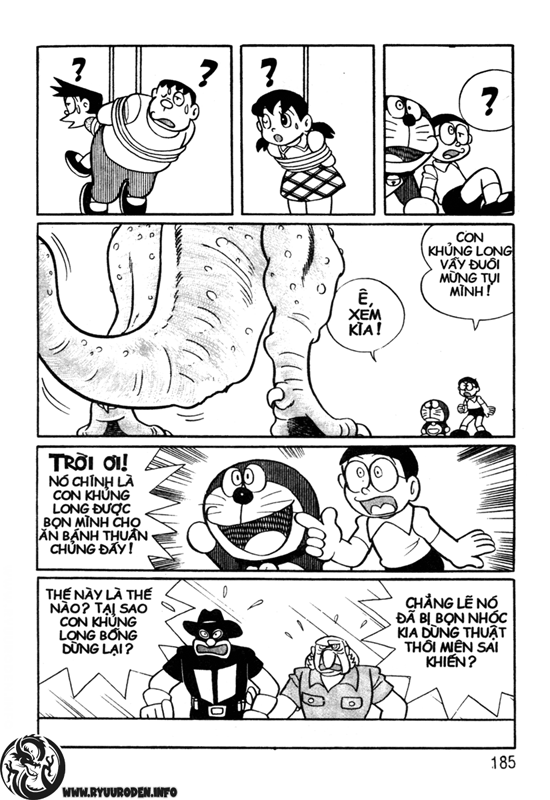 ?
?
?
?
CON
KHỦNG LONG
VẪY ĐUÔI
MỪNG TỤI
MÌNH!
Ê,
XEM
KÌA!
TRỜI ƠI!
NÓ CHÍNH LÀ
CON KHỦNG
LONG ĐƯỢC
BỌN MÌNH CHO
ĂN BÁNH THUẦN
CHỦNG ĐẤY!
THẾ NÀY LÀ THẾ
NÀO? TẠI SAO
CON KHỦNG
LONG BỖNG
DỪNG LẠI?
CHẲNG LẼ NÓ
ĐÃ BỊ BỌN NHÓC
KIA DÙNG THUẬT
THÔI MIÊN SAI
KHIẾN?
185
WWW.RYUURODEN.INFO